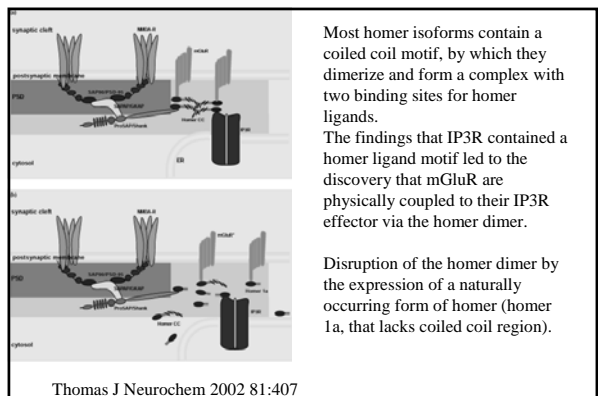 synaptic cleft
NMDA-R
mGluR
postsynaptic membrane
PSD
SAPAP/PSD-95
ProSAP/Shank
Homer CC
IP3R
cytosol
(b)
synaptic cleft
NMDA-R
mGluR
postsynaptic membrane
PSD
SAPAP/PSD-95
ProSAP/Shank
Homer 1a
IP3R
Homer CC
cytosol
Most homer isoforms contain a
coiled coil motif, by which they
dimerize and form a complex with
two binding sites for homer
ligands.
The findings that IP3R contained a
homer ligand motif led to the
discovery that mGluR are
physically coupled to their IP3R
effector via the homer dimer.
Disruption of the homer dimer by
the expression of a naturally
occurring form of homer (homer
1a, that lacks coiled coil region).
Thomas J Neurochem 2002 81:407